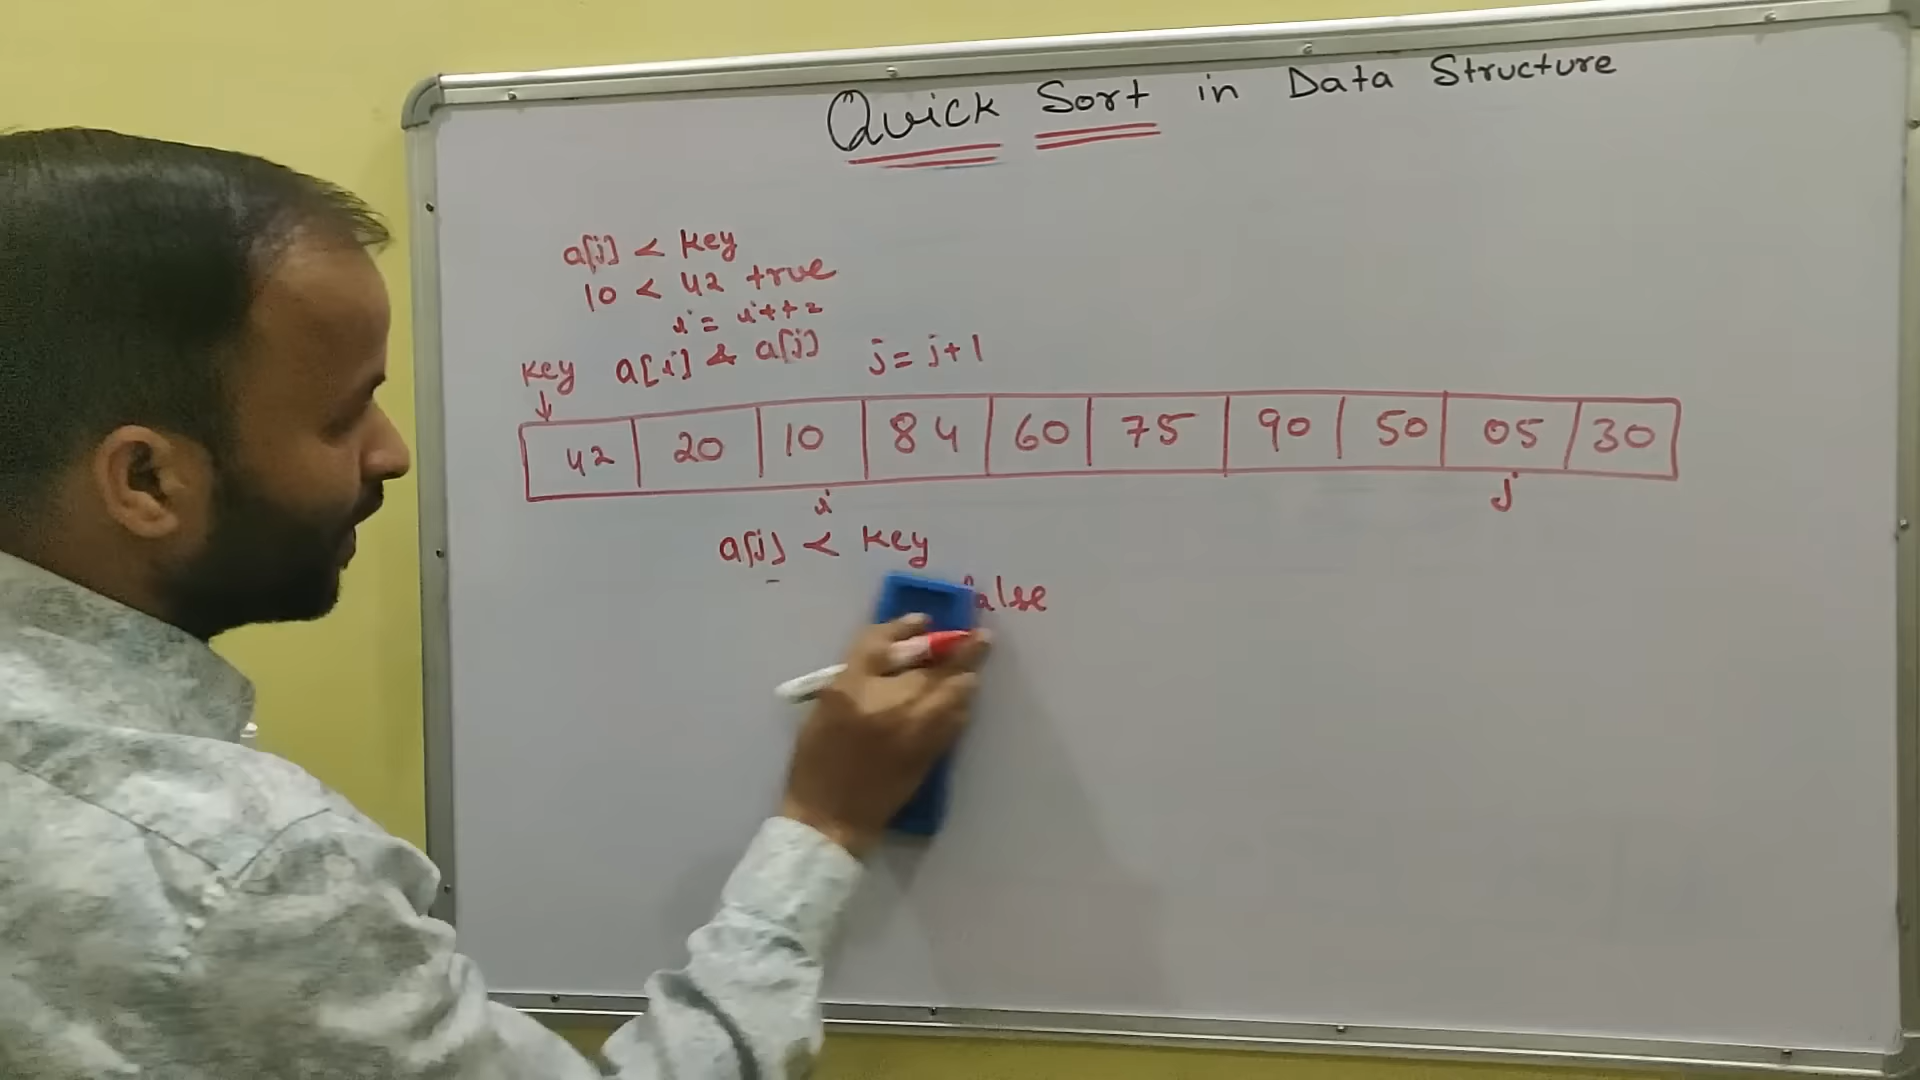 Quick Sort in Data Structure
a[j] < Key
10 < 42 true
i = i++=
Key a[i] & a[j] j = j+1
42 20 10 84 60 75 90 50 05 30
i j
a[j] < Key
false